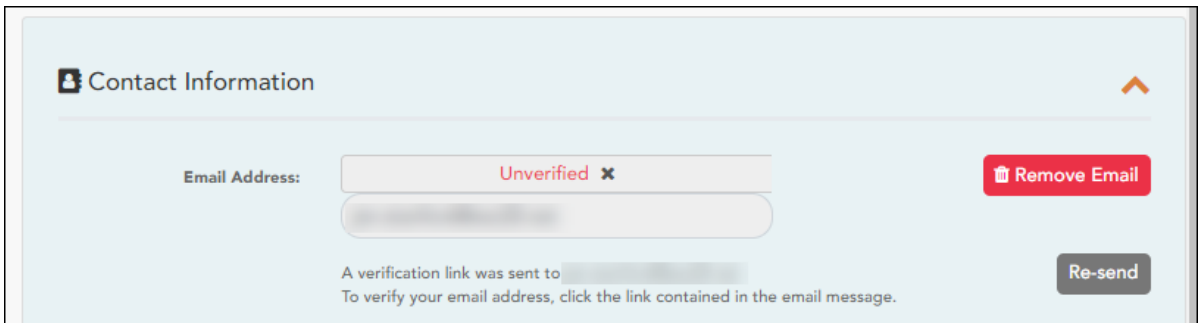 Contact Information
Email Address:
Unverified ✖
Remove Email
A verification link was sent to
To verify your email address, click the link contained in the email message.
Re-send